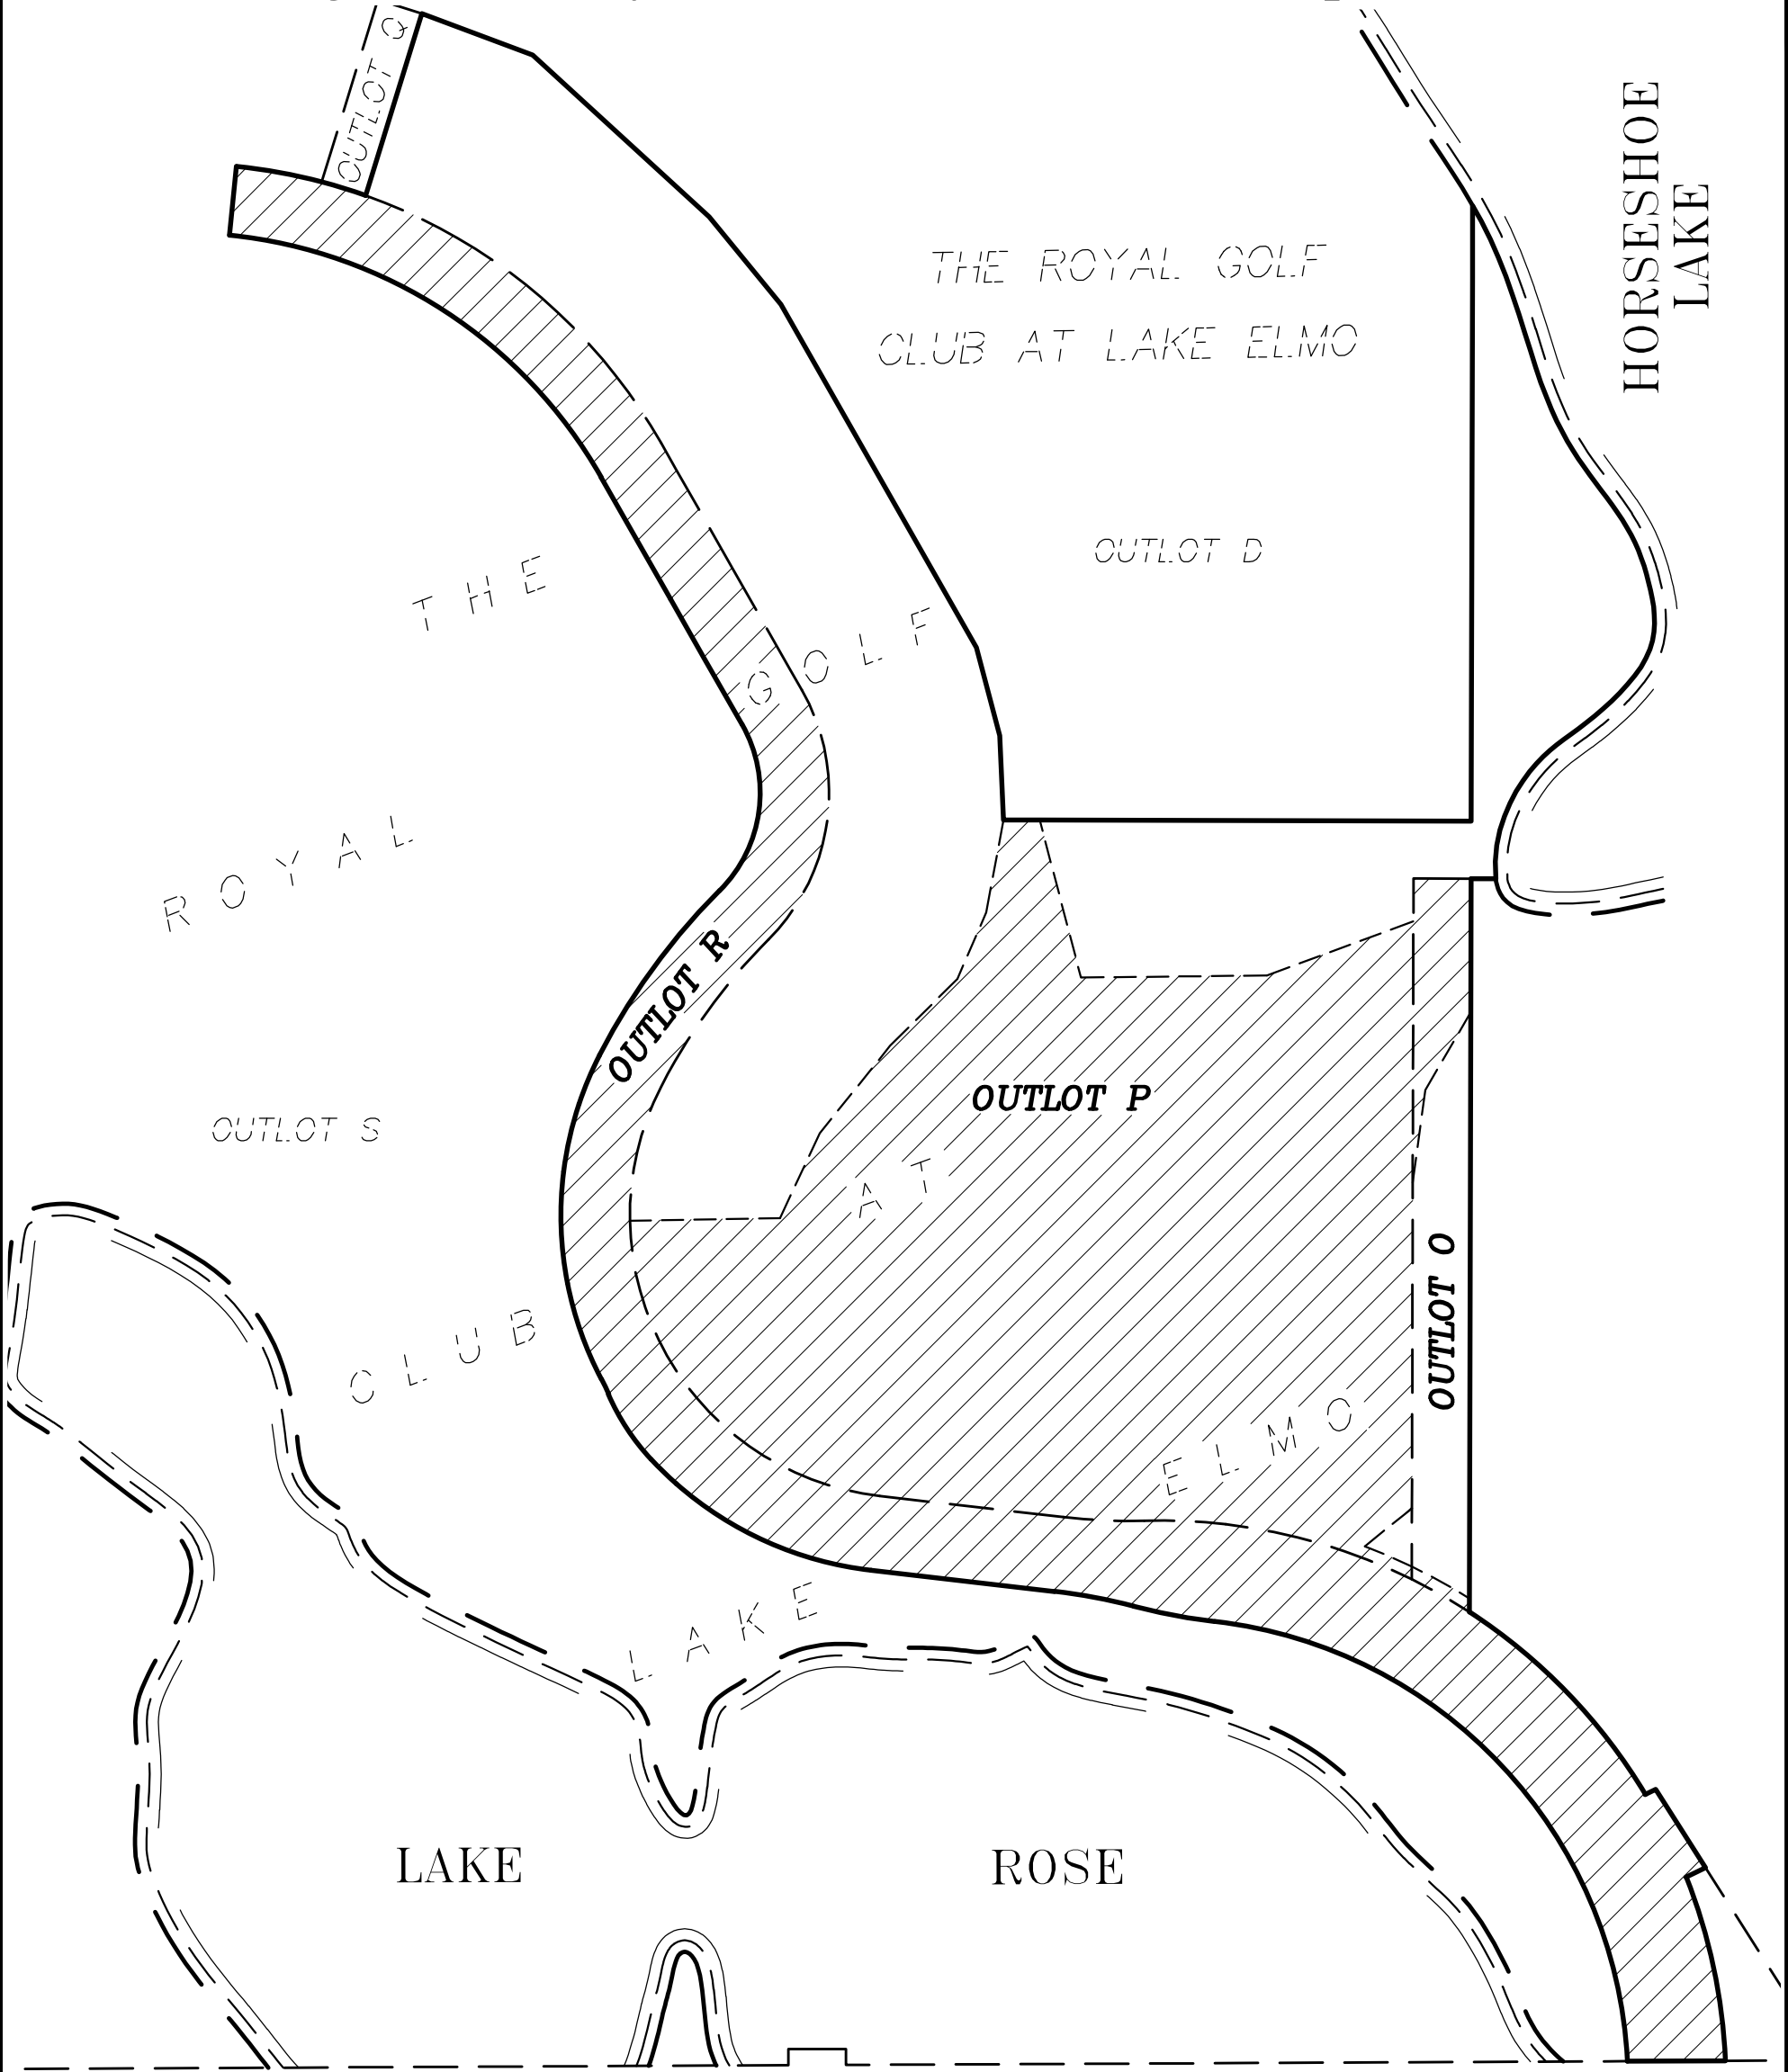 OUTLOT Q
HORSESHOE
LAKE
THE ROYAL GOLF
CLUB AT LAKE ELMO
OUTLOT D
THE
GOLF
ROYAL
OUTLOT R
OUTLOT P
OUTLOT S
AT
OUTLOT O
CLUB
ELMO
LAKE
LAKE ROSE